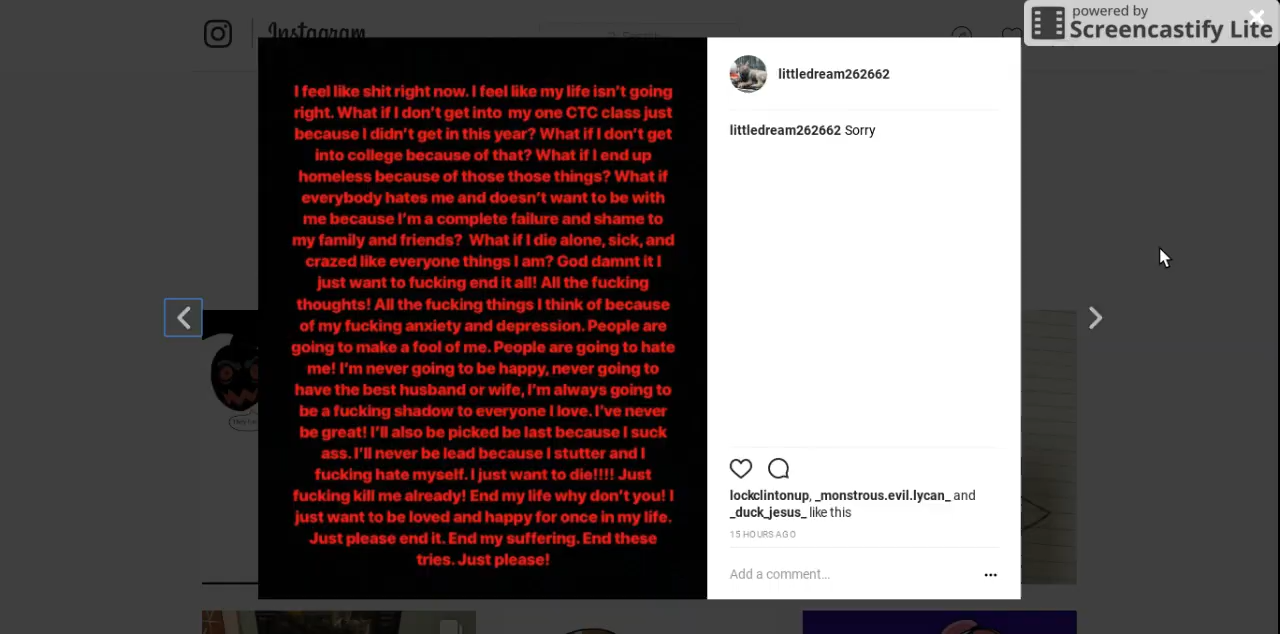 Instagram
Search
powered by
Screencastify Lite
I feel like shit right now. I feel like my life isn't going
right. What if I don't get into my one CTC class just
because I didn't get in this year? What if I don't get
into college because of that? What if I end up
homeless because of those those things? What if
everybody hates me and doesn't want to be with
me because I'm a complete failure and shame to
my family and friends? What if I die alone, sick, and
crazed like everyone things I am? God damnt it I
just want to fucking end it all! All the fucking
thoughts! All the fucking things I think of because
of my fucking anxiety and depression. People are
going to make a fool of me. People are going to hate
me! I'm never going to be happy, never going to
have the best husband or wife, I'm always going to
be a fucking shadow to everyone I love. I've never
be great! I'll also be picked be last because I suck
ass. I'll never be lead because I stutter and I
fucking hate myself. I just want to die!!!! Just
fucking kill me already! End my life why don't you! I
just want to be loved and happy for once in my life.
Just please end it. End my suffering. End these
tries. Just please!
littledream262662
littledream262662 Sorry
lockclintonup, _monstrous.evil.lycan_ and
_duck_jesus_ like this
15 HOURS AGO
Add a comment...